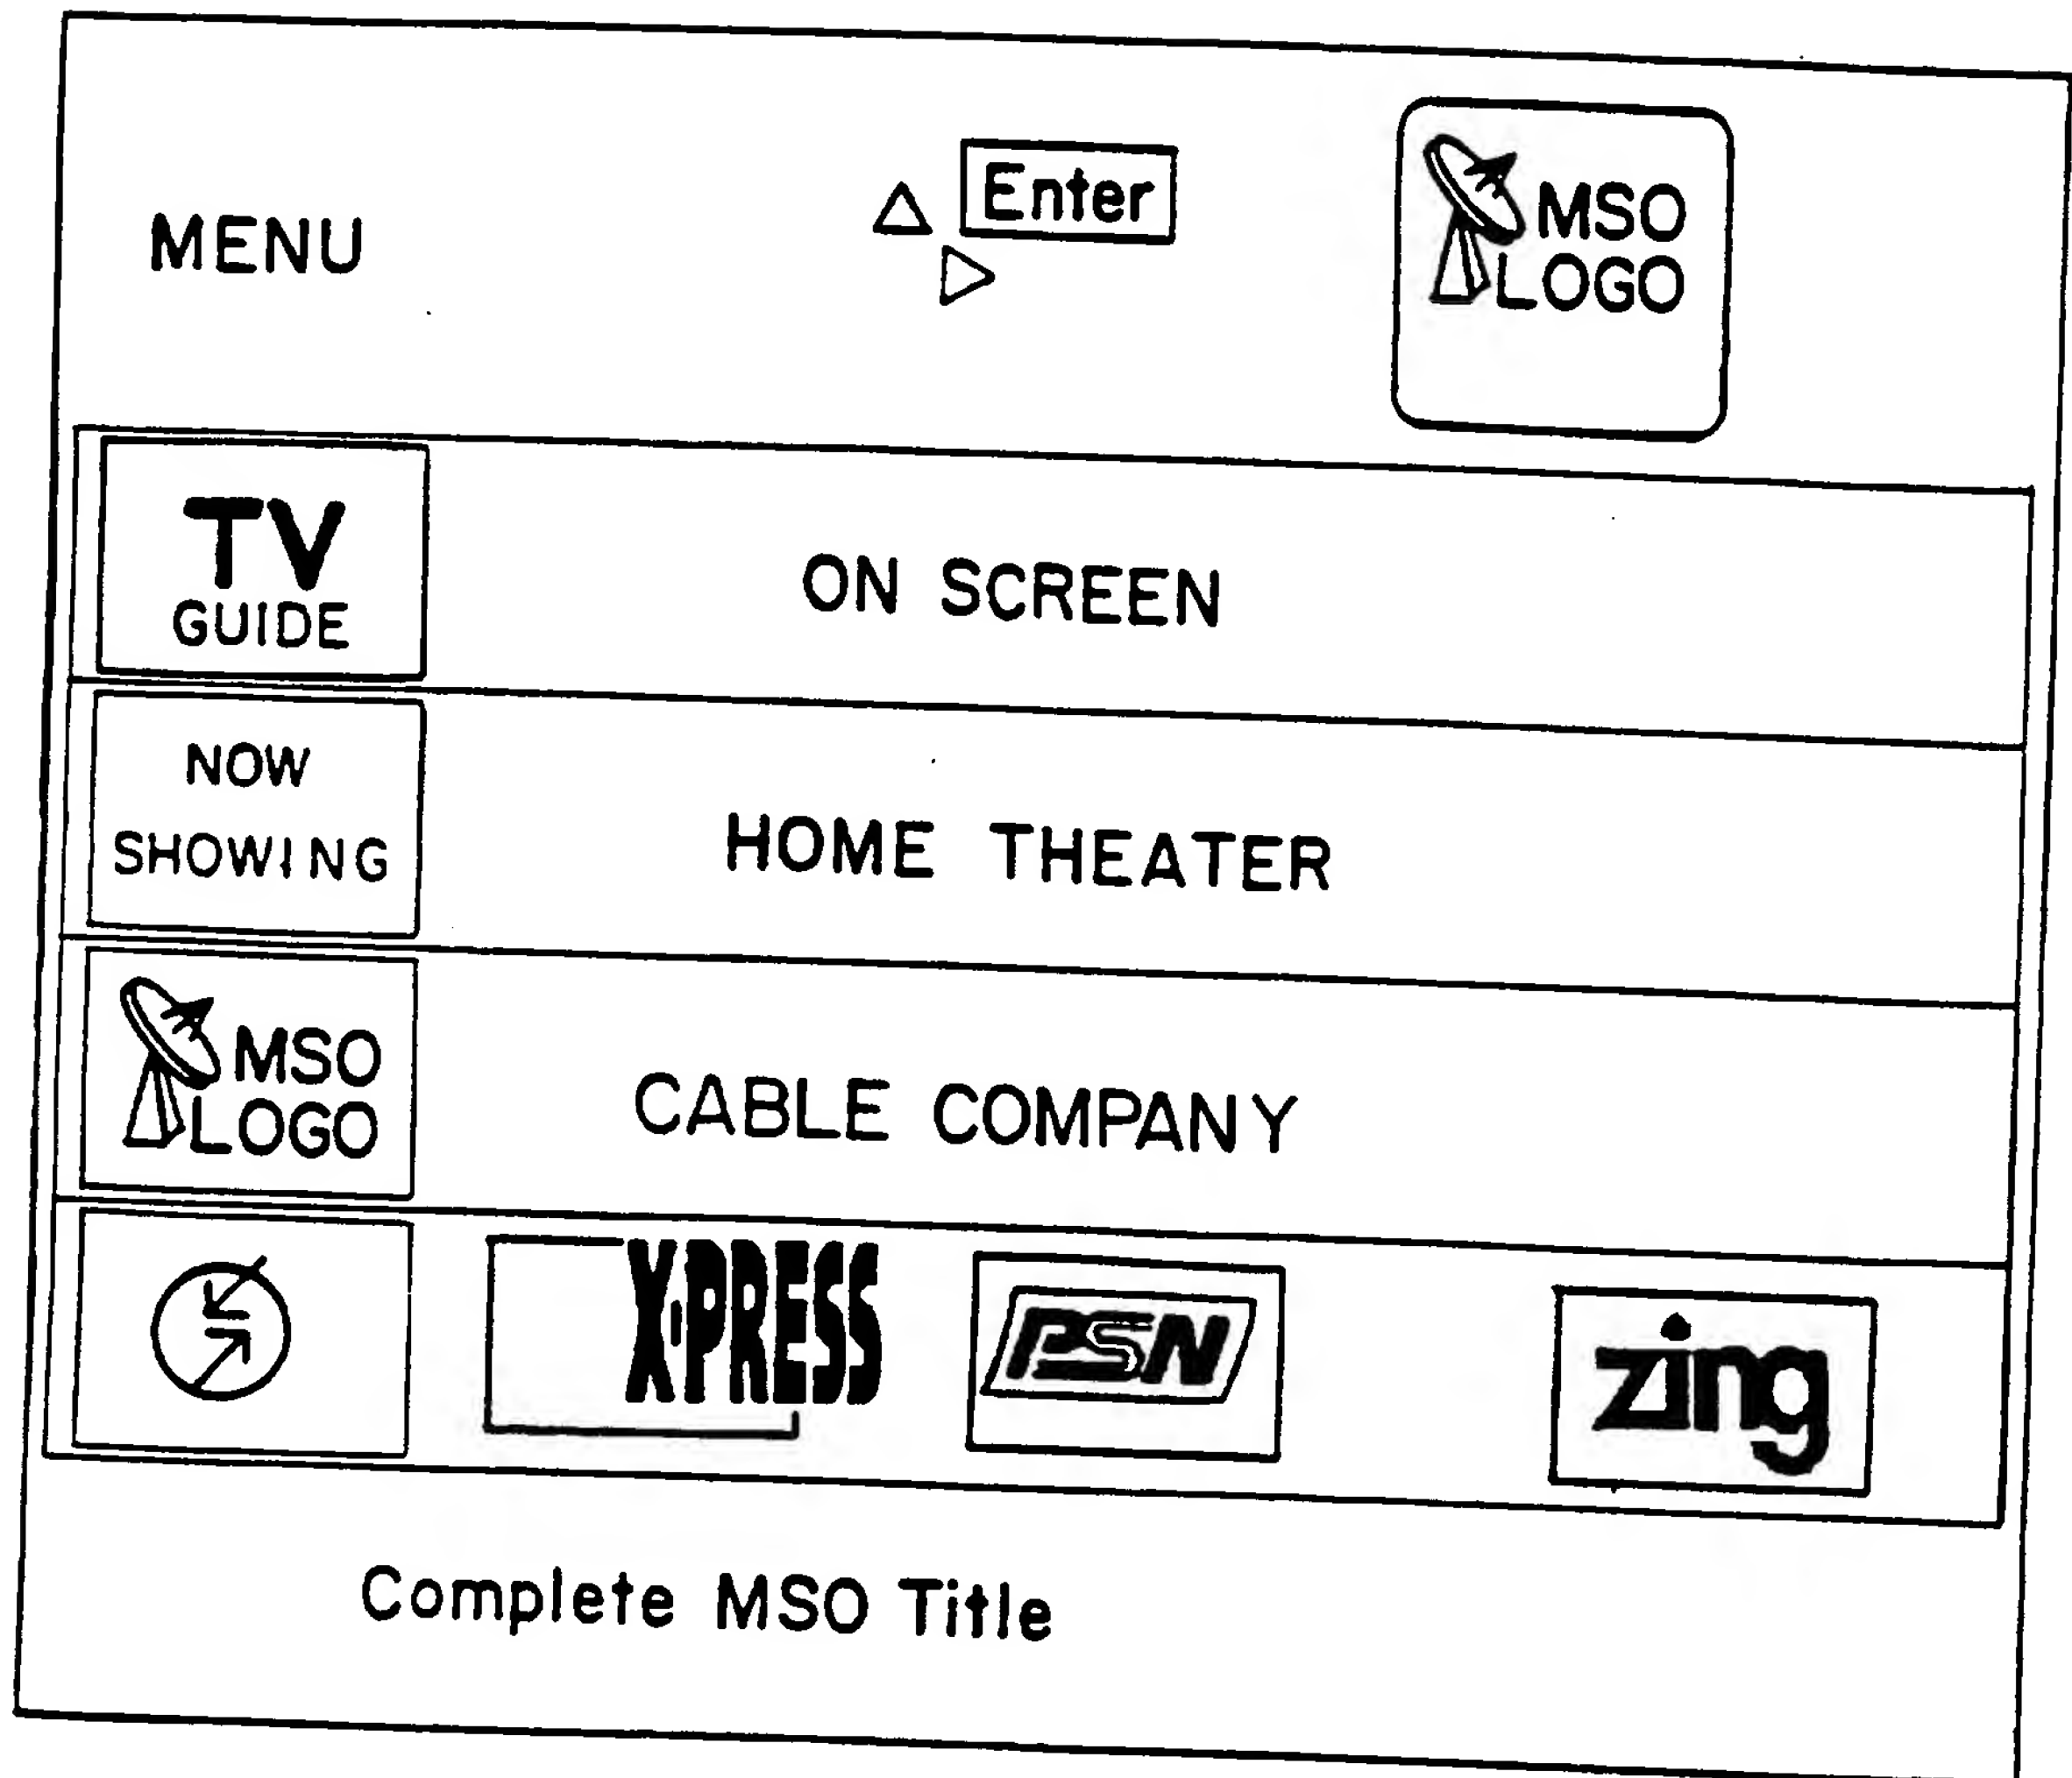 MENU
Enter
MSO
LOGO
TV
GUIDE
ON SCREEN
NOW
SHOWING
HOME THEATER
MSO
LOGO
CABLE COMPANY
X·PRESS
PSN
zing
Complete MSO Title